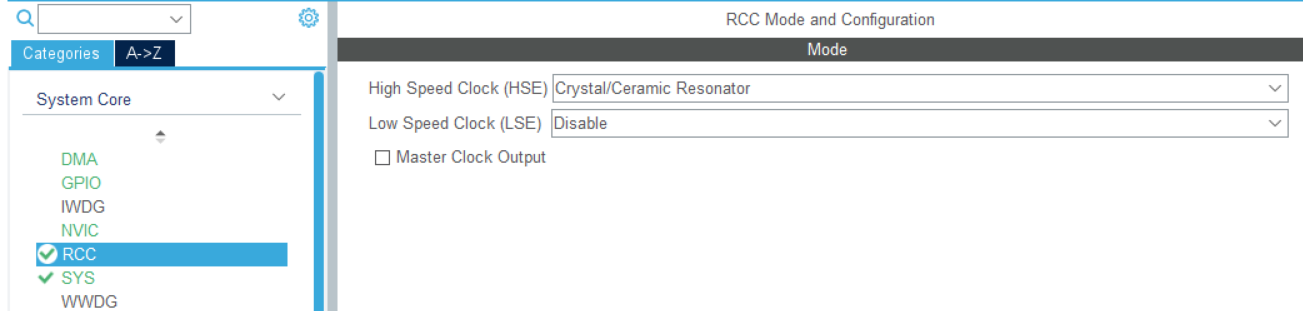 RCC Mode and Configuration
Categories A->Z
Mode
System Core
High Speed Clock (HSE) Crystal/Ceramic Resonator
Low Speed Clock (LSE) Disable
Master Clock Output
DMA
GPIO
IWDG
NVIC
RCC
SYS
WWDG